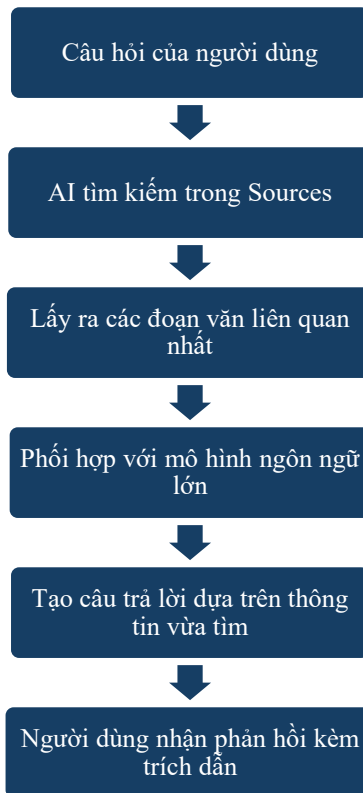 Câu hỏi của người dùng
AI tìm kiếm trong Sources
Lấy ra các đoạn văn liên quan
nhất
Phối hợp với mô hình ngôn ngữ
lớn
Tạo câu trả lời dựa trên thông
tin vừa tìm
Người dùng nhận phản hồi kèm
trích dẫn